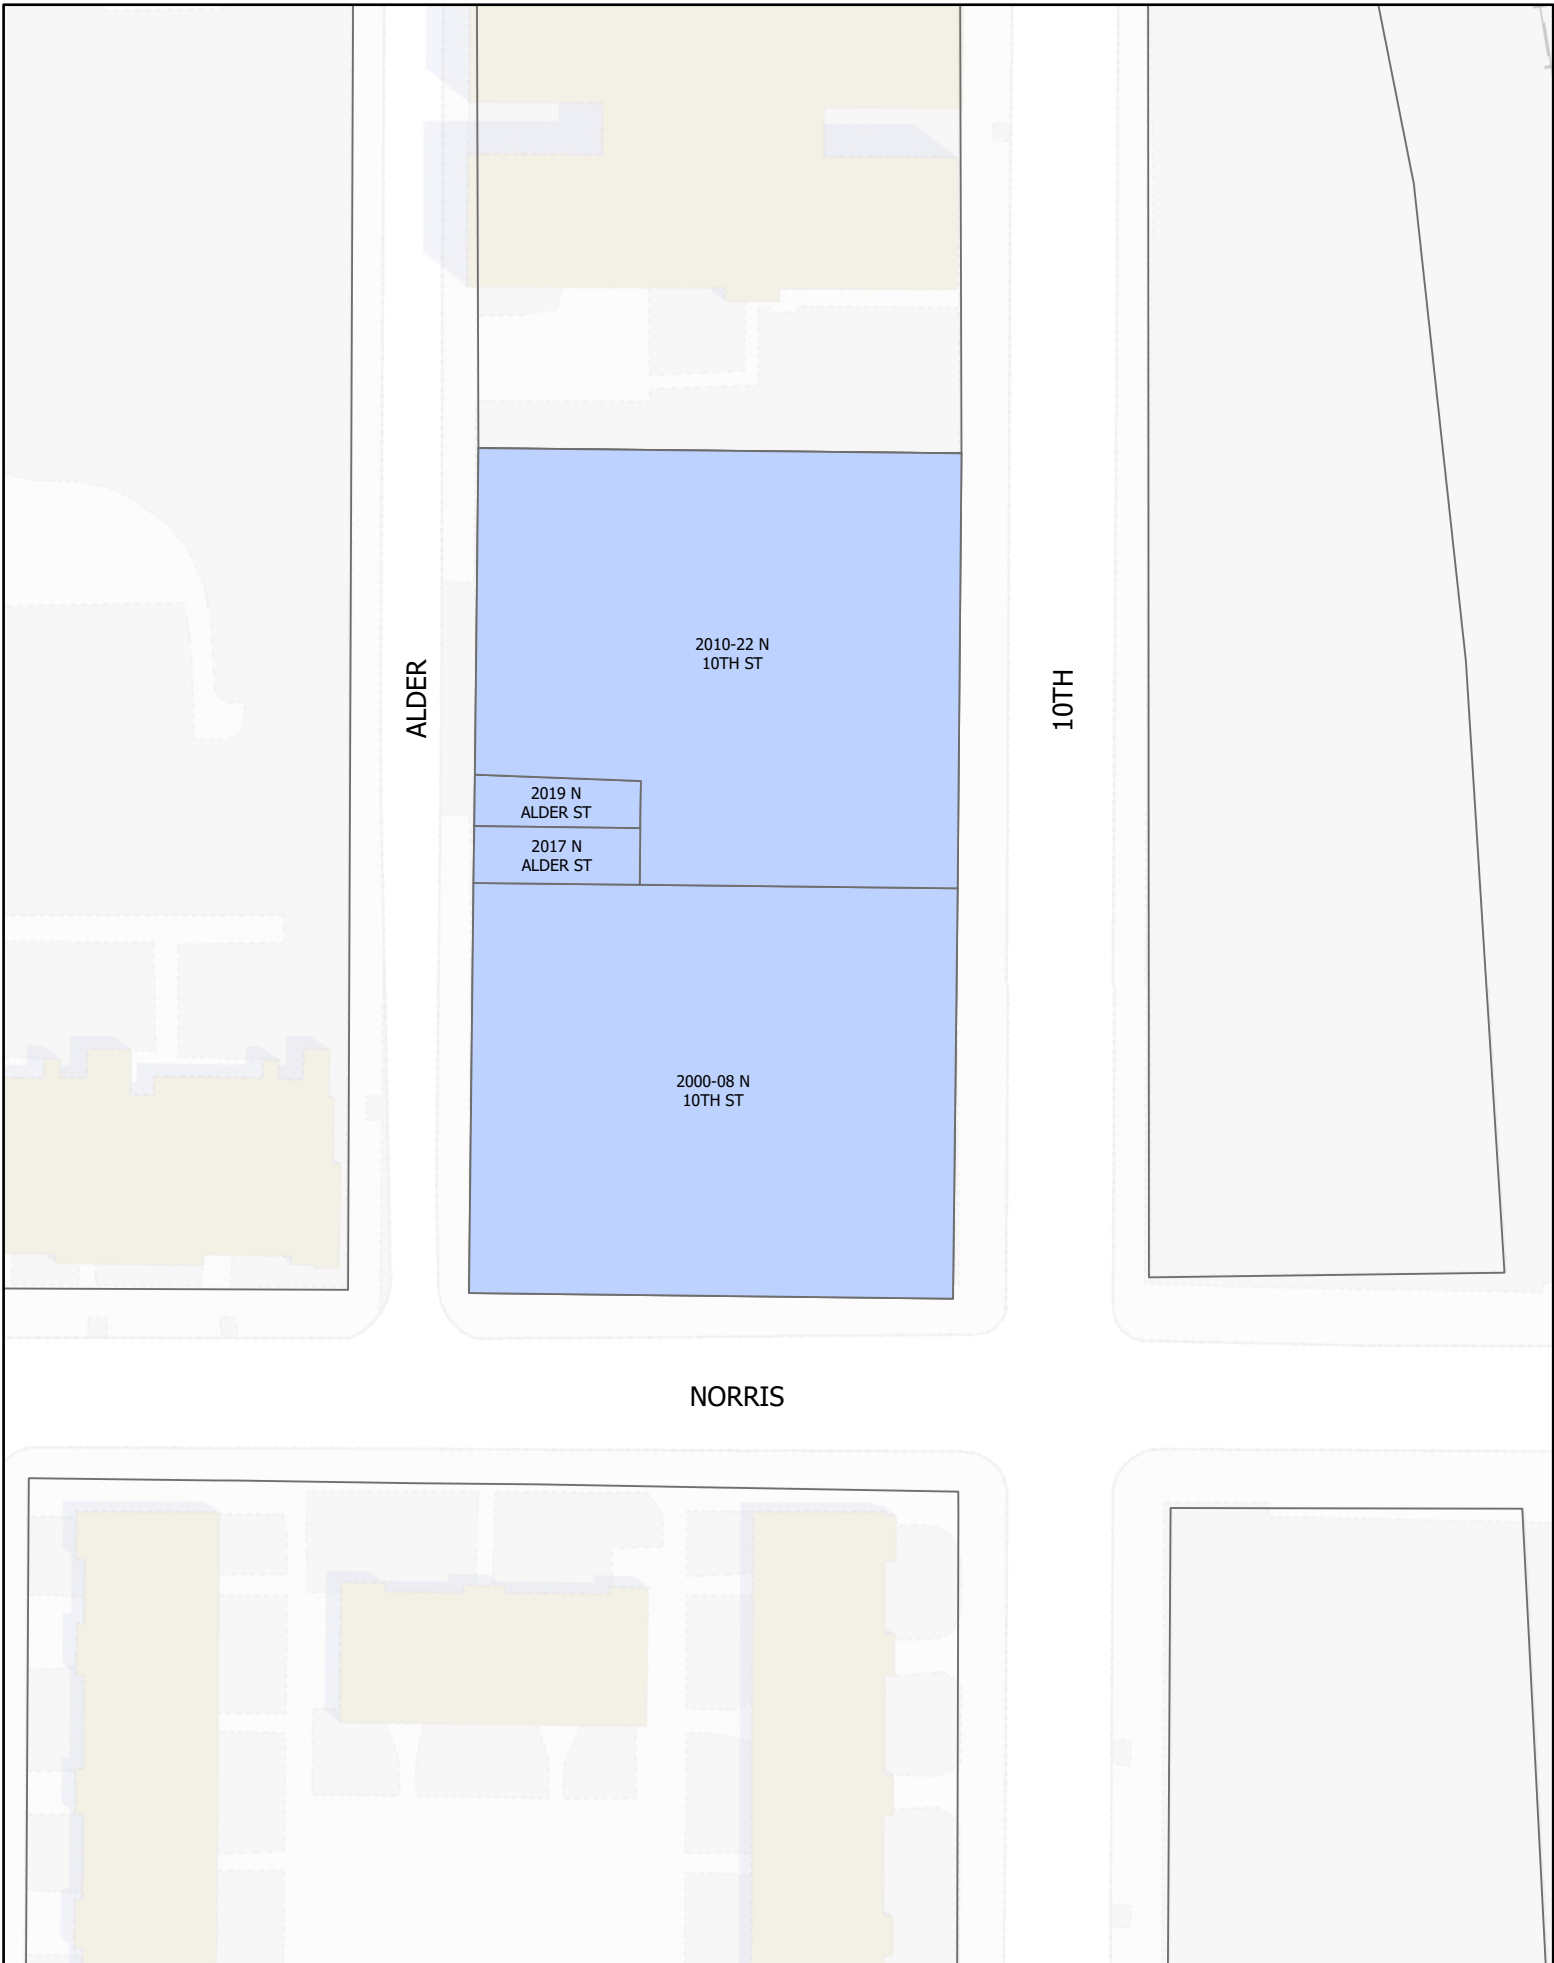 2010-22 N
10TH ST
ALDER
10TH
2019 N
ALDER ST
2017 N
ALDER ST
2000-08 N
10TH ST
NORRIS